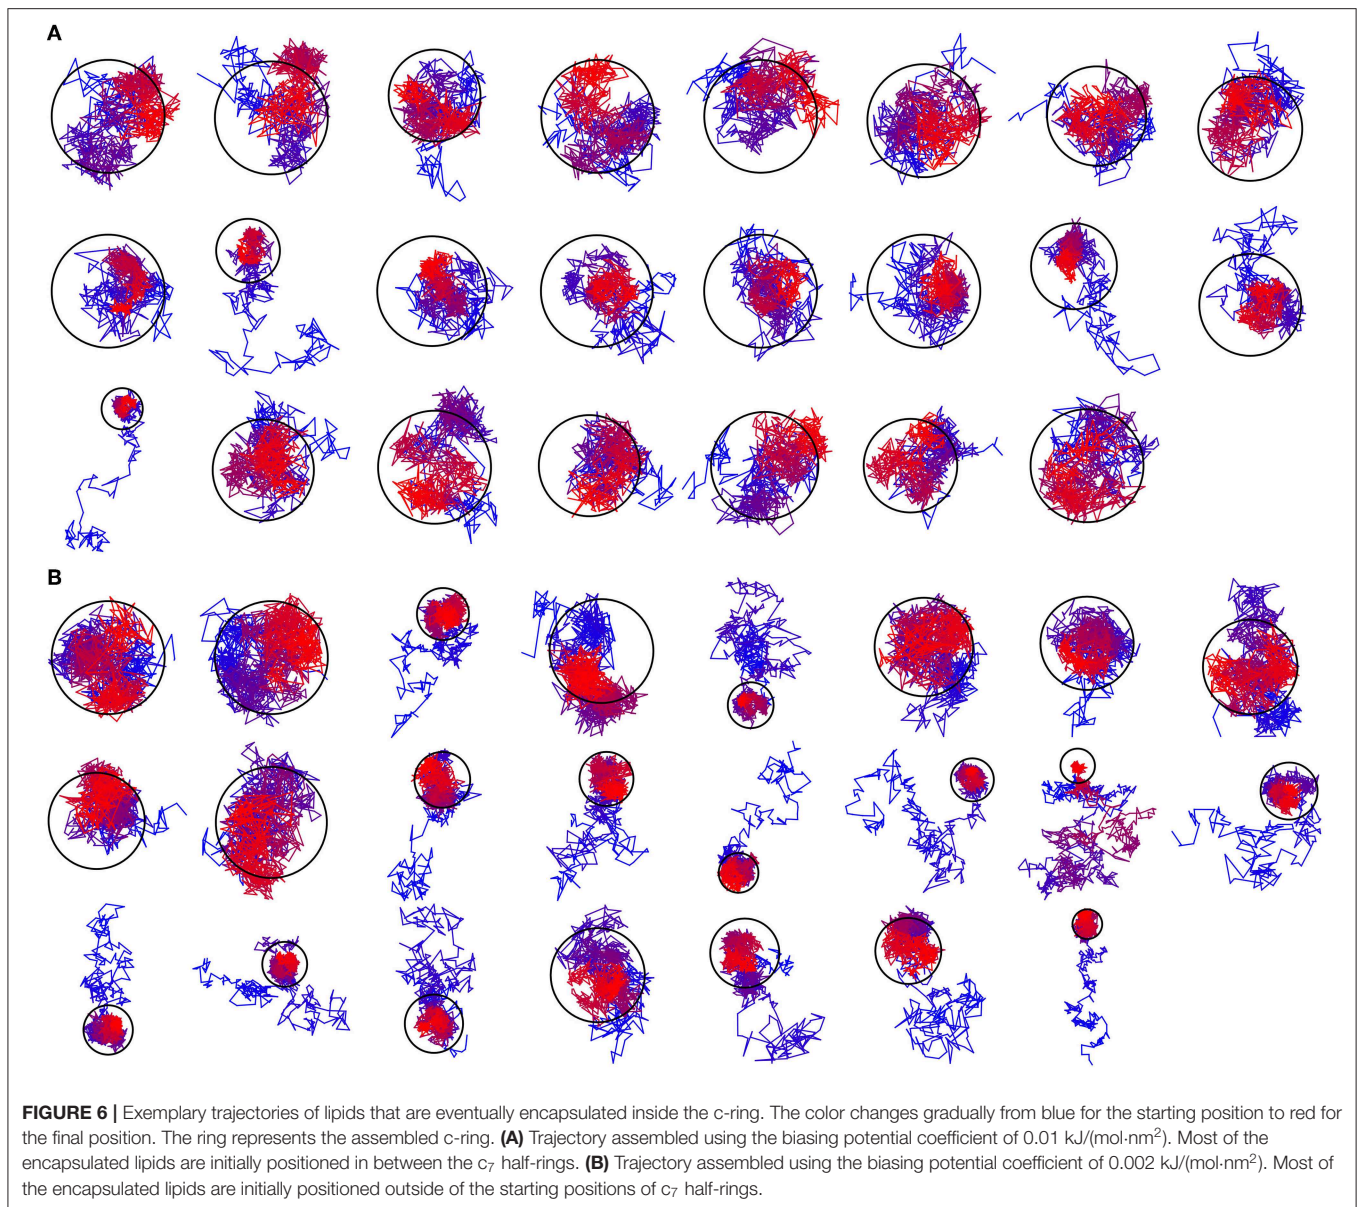 A
B
FIGURE 6 | Exemplary trajectories of lipids that are eventually encapsulated inside the c-ring. The color changes gradually from blue for the starting position to red for
the final position. The ring represents the assembled c-ring. (A) Trajectory assembled using the biasing potential coefficient of 0.01 kJ/(mol·nm²). Most of the
encapsulated lipids are initially positioned in between the c₇ half-rings. (B) Trajectory assembled using the biasing potential coefficient of 0.002 kJ/(mol·nm²). Most of
the encapsulated lipids are initially positioned outside of the starting positions of c₇ half-rings.